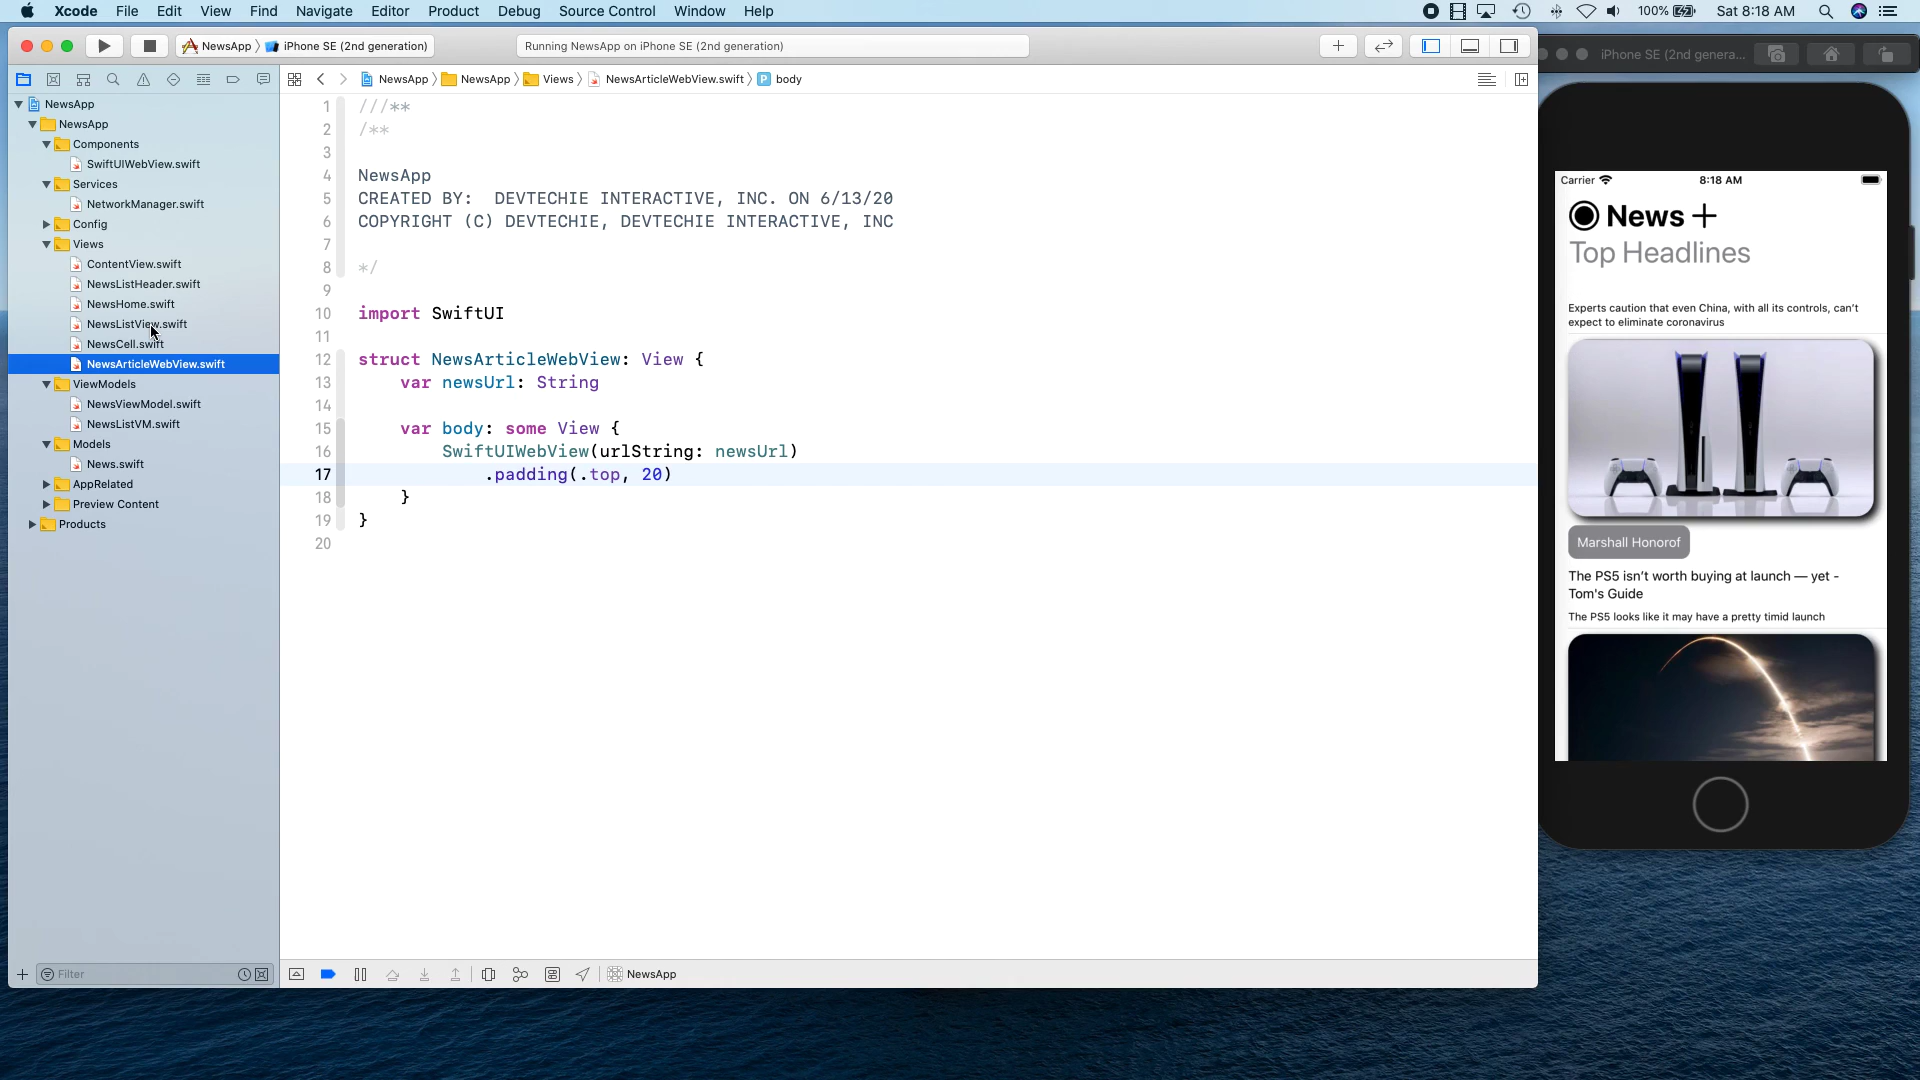 Xcode File Edit View Find Navigate Editor Product Debug Source Control Window Help
100% Sat 8:18 AM
NewsApp iPhone SE (2nd generation)
Running NewsApp on iPhone SE (2nd generation)
NewsApp NewsApp Views NewsArticleWebView.swift P body
NewsApp
NewsApp
Components
SwiftUIWebView.swift
Services
NetworkManager.swift
Config
Views
ContentView.swift
NewsListHeader.swift
NewsHome.swift
NewsListView.swift
NewsCell.swift
NewsArticleWebView.swift
ViewModels
NewsViewModel.swift
NewsListVM.swift
Models
News.swift
AppRelated
Preview Content
Products
Filter
1 ///**
2 /**
3
4 NewsApp
5 CREATED BY: DEVTECHIE INTERACTIVE, INC. ON 6/13/20
6 COPYRIGHT (C) DEVTECHIE, DEVTECHIE INTERACTIVE, INC
7
8 */
9
10 import SwiftUI
11
12 struct NewsArticleWebView: View {
13 var newsUrl: String
14
15 var body: some View {
16 SwiftUIWebView(urlString: newsUrl)
17 .padding(.top, 20)
18 }
19 }
20
NewsApp
iPhone SE (2nd genera...
Carrier 8:18 AM
News +
Top Headlines
Experts caution that even China, with all its controls, can't
expect to eliminate coronavirus
Marshall Honorof
The PS5 isn't worth buying at launch — yet -
Tom's Guide
The PS5 looks like it may have a pretty timid launch